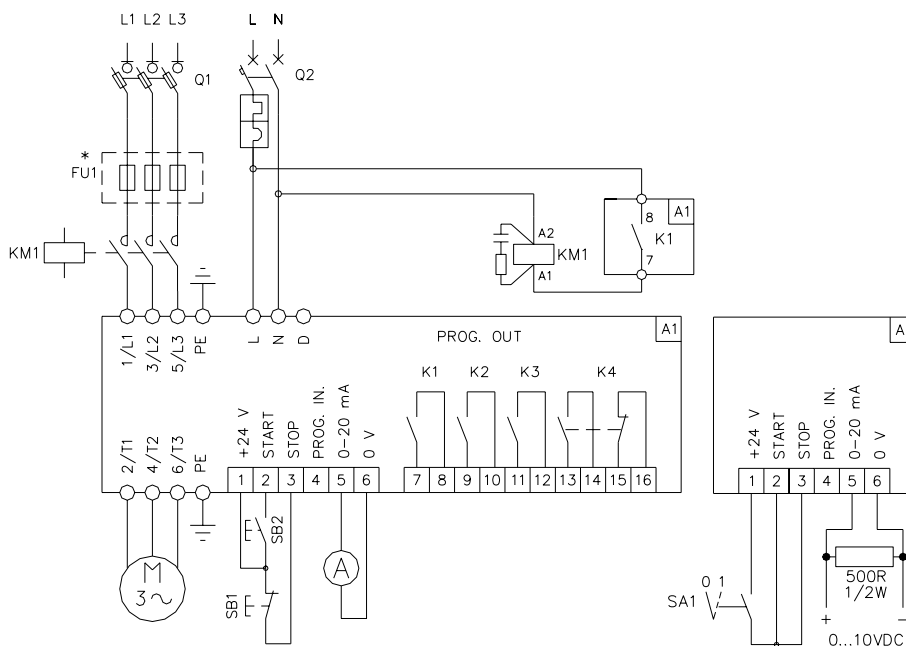 L1 L2 L3
L N
Q1
Q2
*
FU1
KM1
A2
KM1
A1
8
A1
K1
7
1/L1
3/L2
5/L3
PE
L
N
D
PROG. OUT
A1
2/T1
4/T2
6/T3
PE
+24 V
START
STOP
PROG. IN.
0-20 mA
0 V
K1 K2 K3 K4
1 2 3 4 5 6
7 8 9 10 11 12 13 14 15 16
SB2
SB1
M
3~
A
A
+24 V
START
STOP
PROG. IN.
0-20 mA
0 V
1 2 3 4 5 6
500R
1/2W
SA1
0 1
+ −
0...10VDC